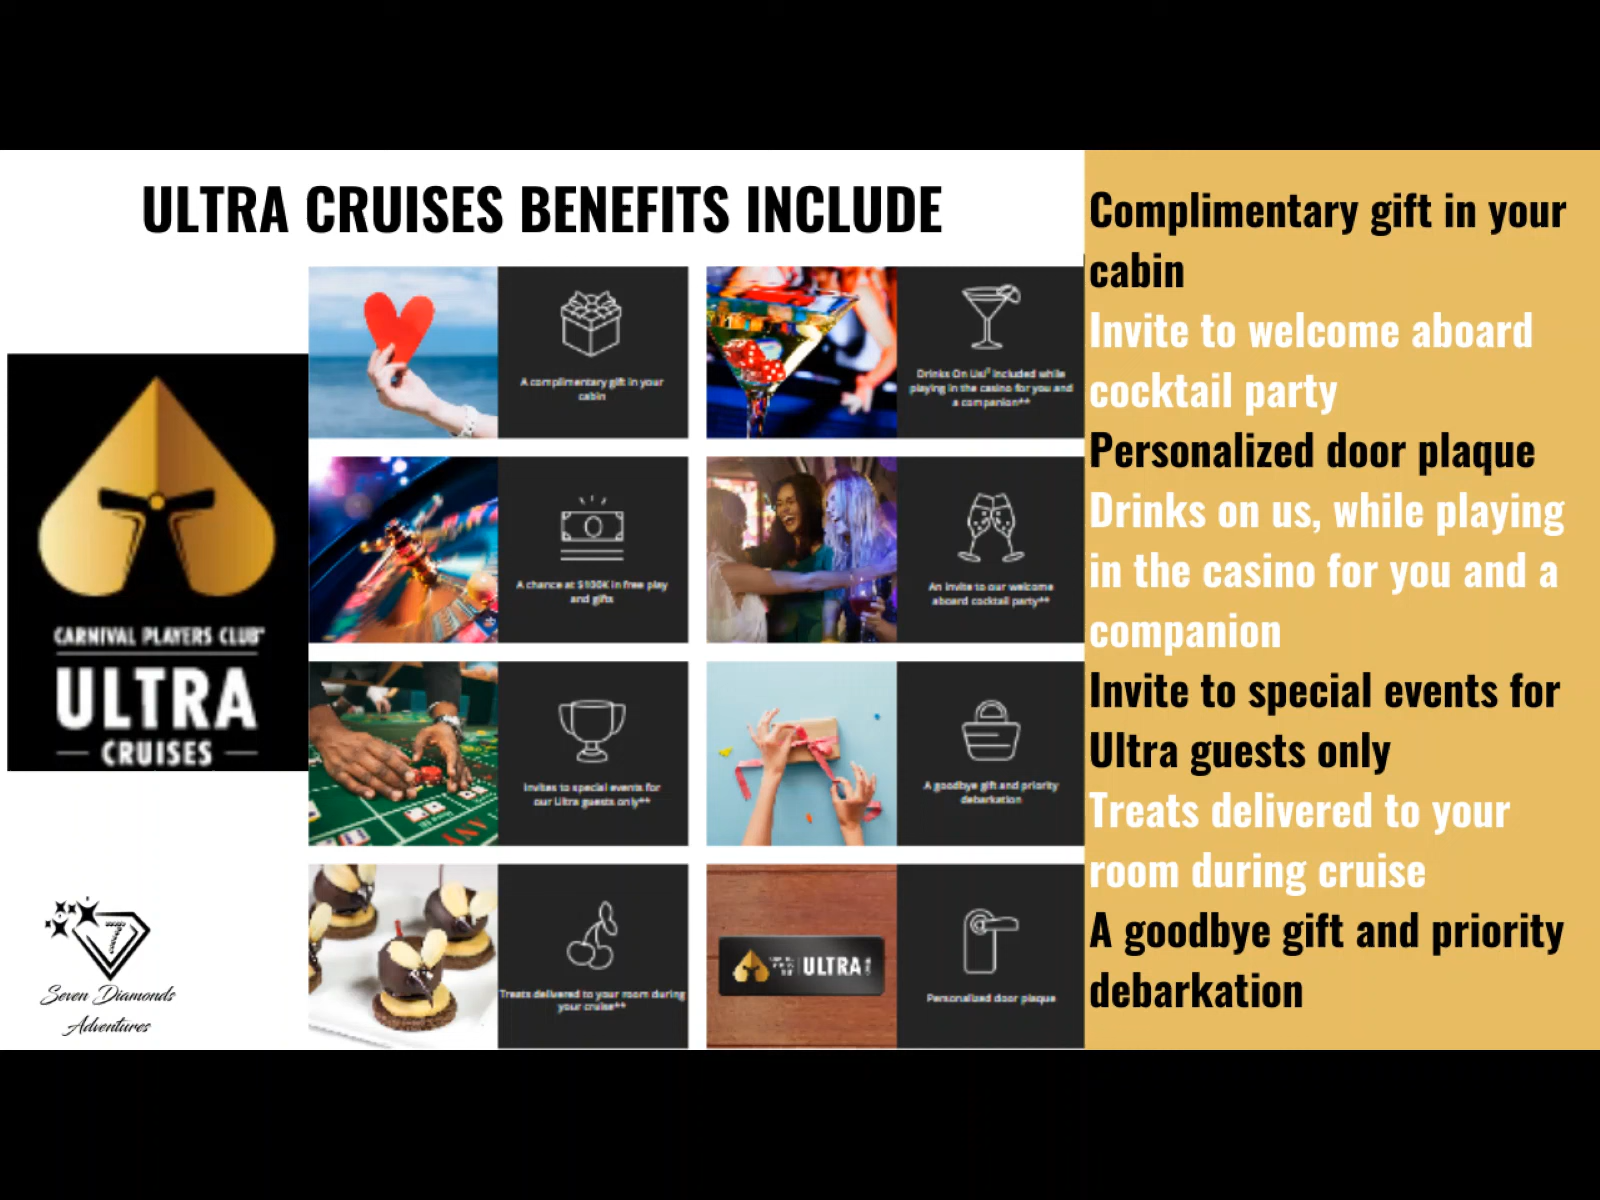 ULTRA CRUISES BENEFITS INCLUDE
CARNIVAL PLAYERS CLUB
ULTRA
CRUISES
A complimentary gift in your
cabin
Drinks On Us! included while
playing in the casino for you and
a companion**
A chance at $100K in free play
and gifts
An invite to our welcome
aboard cocktail party**
Invites to special events for
our Ultra guests only**
A goodbye gift and priority
debarkation
Treats delivered to your room during
your cruise**
ULTRA
Personalized door plaque
7
Seven Diamonds
Adventures
Complimentary gift in your
cabin
Invite to welcome aboard
cocktail party
Personalized door plaque
Drinks on us, while playing
in the casino for you and a
companion
Invite to special events for
Ultra guests only
Treats delivered to your
room during cruise
A goodbye gift and priority
debarkation